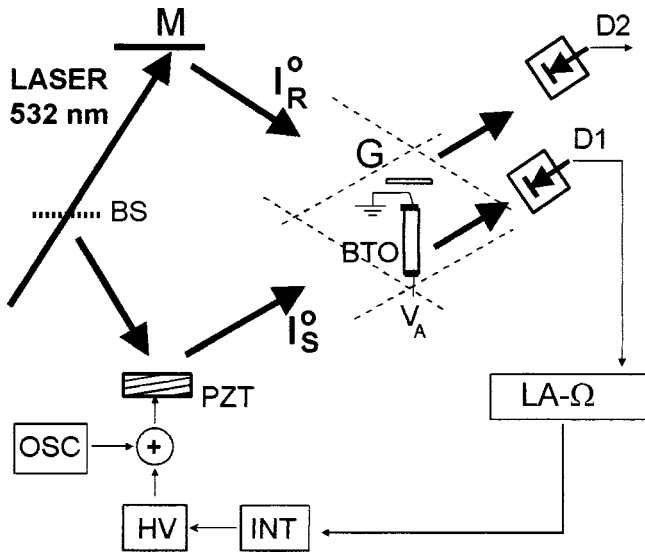 M
D2
LASER
532 nm
I°R
G
D1
BS
BTO
I°S
VA
PZT
LA-Ω
OSC
+
HV
INT